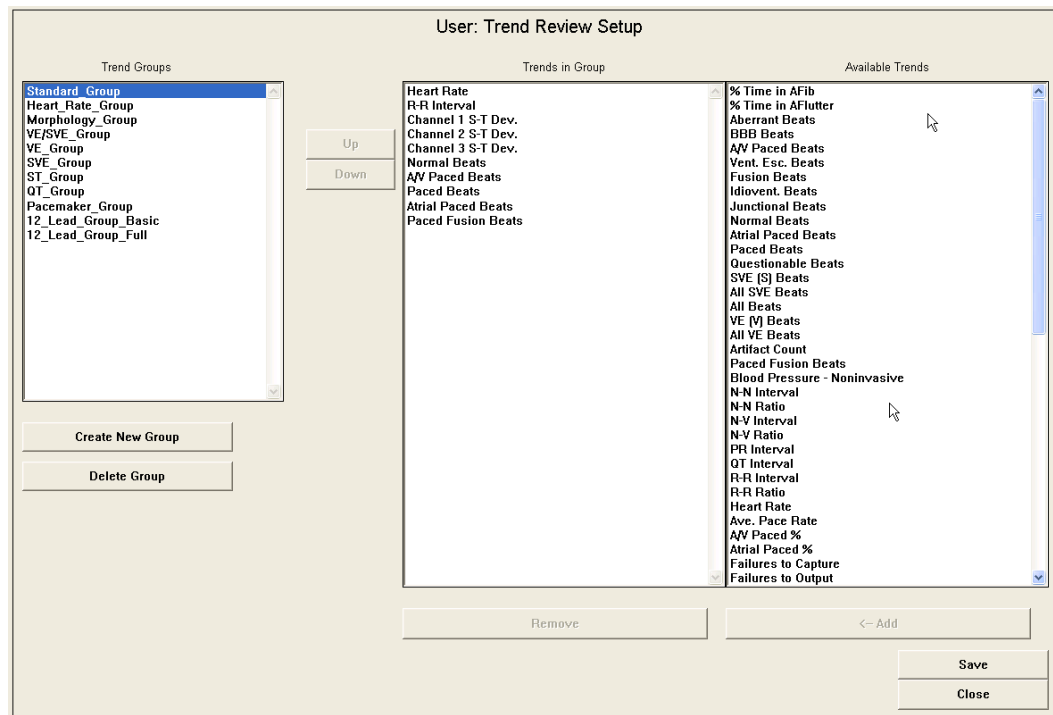 User: Trend Review Setup
Trend Groups
Standard_Group
Heart_Rate_Group
Morphology_Group
VE/SVE_Group
VE_Group
SVE_Group
ST_Group
QT_Group
Pacemaker_Group
12_Lead_Group_Basic
12_Lead_Group_Full
Create New Group
Delete Group
Up
Down
Trends in Group
Heart Rate
R-R Interval
Channel 1 S-T Dev.
Channel 2 S-T Dev.
Channel 3 S-T Dev.
Normal Beats
A/V Paced Beats
Paced Beats
Atrial Paced Beats
Paced Fusion Beats
Remove
Available Trends
% Time in AFib
% Time in AFlutter
Aberrant Beats
BBB Beats
A/V Paced Beats
Vent. Esc. Beats
Fusion Beats
Idiovent. Beats
Junctional Beats
Normal Beats
Atrial Paced Beats
Paced Beats
Questionable Beats
SVE (S) Beats
All SVE Beats
All Beats
VE (V) Beats
All VE Beats
Artifact Count
Paced Fusion Beats
Blood Pressure - Noninvasive
N-N Interval
N-N Ratio
N-V Interval
N-V Ratio
PR Interval
QT Interval
R-R Interval
R-R Ratio
Heart Rate
Ave. Pace Rate
A/V Paced %
Atrial Paced %
Failures to Capture
Failures to Output
<-- Add
Save
Close